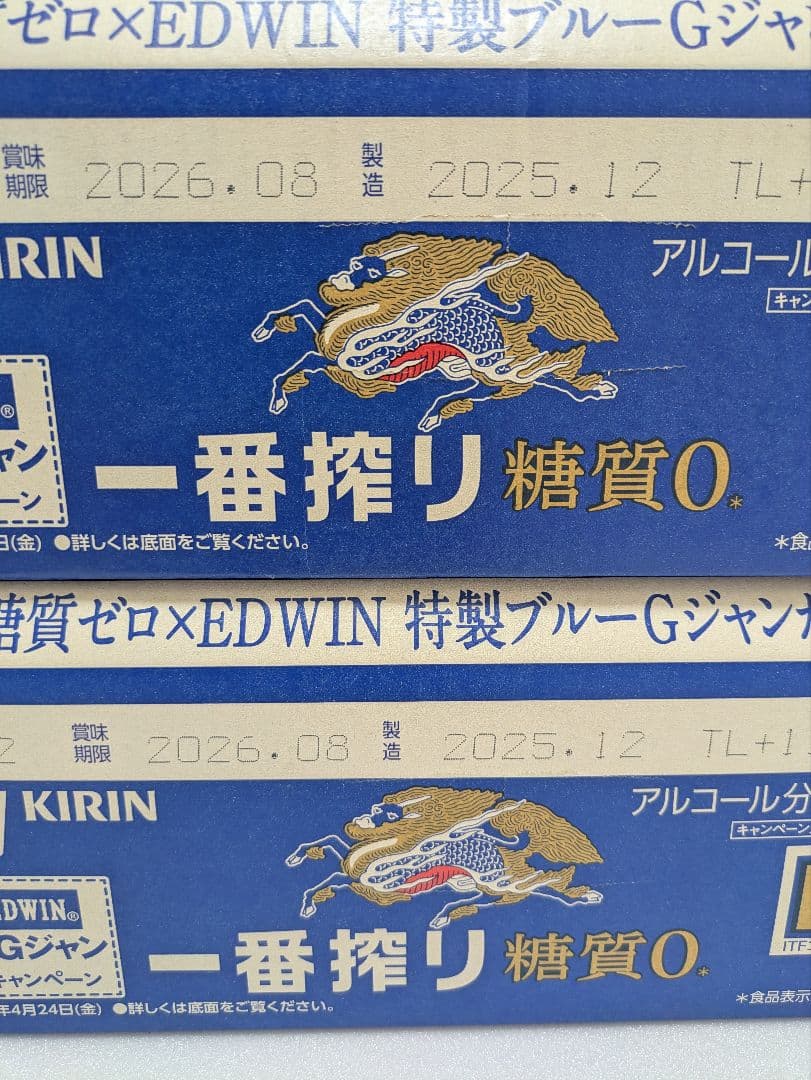 ゼロ×EDWIN 特製ブルーGジャ
賞味期限 2026.08 製造 2025.12 TL+
IRIN
アルコール
キャン
®
ャン
ーン
一番搾り 糖質0*
日(金) ●詳しくは底面をご覧ください。
*食品
糖質ゼロ×EDWIN 特製ブルーGジャンが
2 賞味期限 2026.08 製造 2025.12 TL+1
KIRIN
アルコール分
キャンペーン
EDWIN®
Gジャン
キャンペーン
一番搾り 糖質0*
ITF
年4月24日(金) ●詳しくは底面をご覧ください。
*食品表示